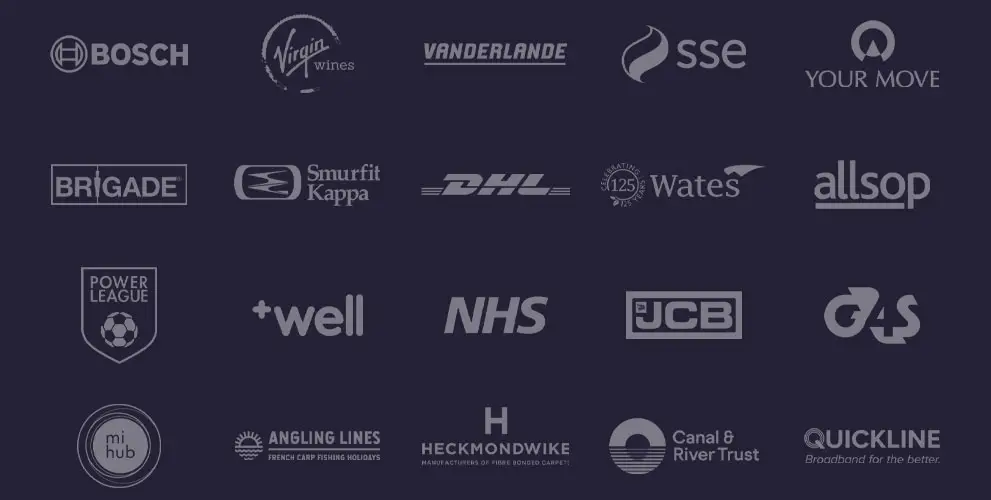 BOSCH
Virgin
wines
VANDERLANDE
sse
YOUR MOVE
BRIGADE
Smurfit
Kappa
DHL
CELEBRATING
125
125 YEARS
Wates
allsop
POWER
LEAGUE
+well
NHS
JCB
G4S
mi
hub
ANGLING LINES
FRENCH CARP FISHING HOLIDAYS
H
HECKMONDWIKE
MANUFACTURERS OF FIBRE BONDED CARPETS
Canal &
River Trust
QUICKLINE
Broadband for the better.